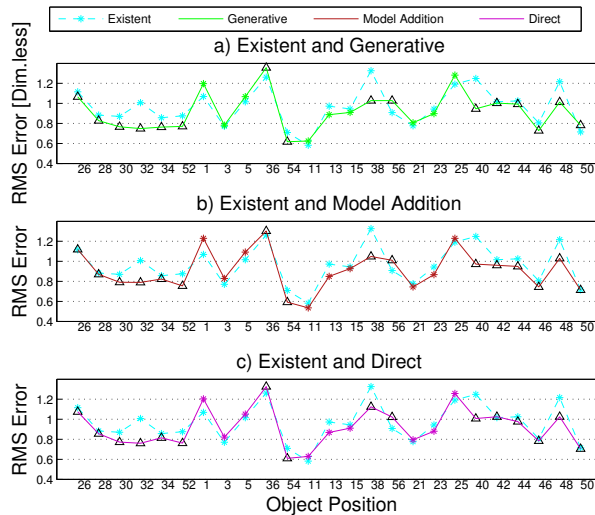 Existent Generative Model Addition Direct
a) Existent and Generative
RMS Error [Dim.less]
1.2
1
0.8
0.6
0.4
26 28 30 32 34 52 1 3 5 36 54 11 13 15 38 56 21 23 25 40 42 44 46 48 50
b) Existent and Model Addition
RMS Error
1.2
1
0.8
0.6
0.4
26 28 30 32 34 52 1 3 5 36 54 11 13 15 38 56 21 23 25 40 42 44 46 48 50
c) Existent and Direct
RMS Error
1.2
1
0.8
0.6
0.4
26 28 30 32 34 52 1 3 5 36 54 11 13 15 38 56 21 23 25 40 42 44 46 48 50
Object Position